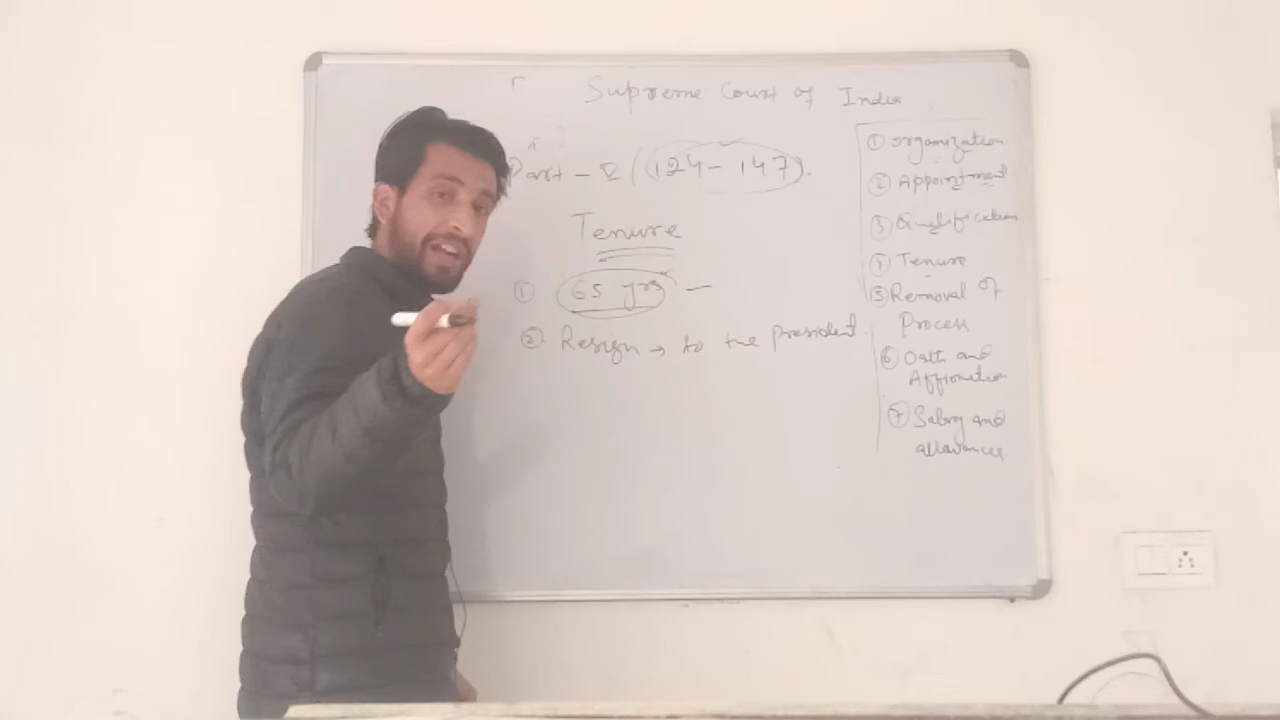 Supreme Court of India
Part - V (124 - 147).
Tenure
① 65 yrs -
② Resign → to the president
① organization
② Appointment
③ Qualification
④ Tenure
⑤ Removal of
Process
⑥ Oath and
⑦ Salary and
allowances